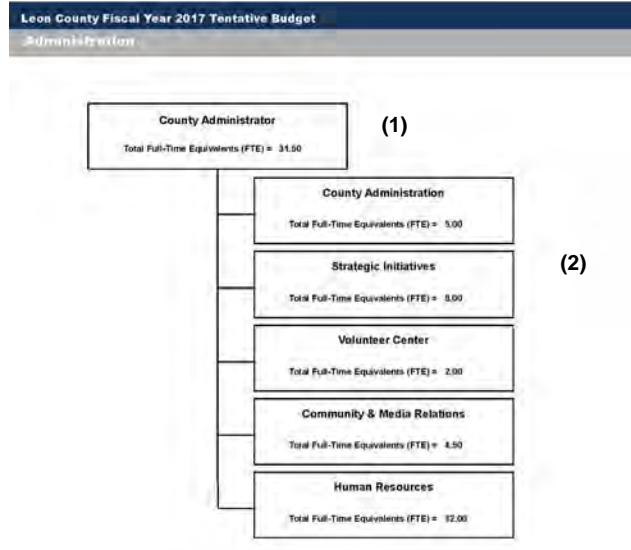 Leon County Fiscal Year 2017 Tentative Budget
Administration
County Administrator
(1)
Total Full-Time Equivalents (FTE) = 31.50
County Administration
Total Full-Time Equivalents (FTE) = 5.00
Strategic Initiatives
(2)
Total Full-Time Equivalents (FTE) = 8.00
Volunteer Center
Total Full-Time Equivalents (FTE) = 2.00
Community & Media Relations
Total Full-Time Equivalents (FTE) = 4.50
Human Resources
Total Full-Time Equivalents (FTE) = 12.00